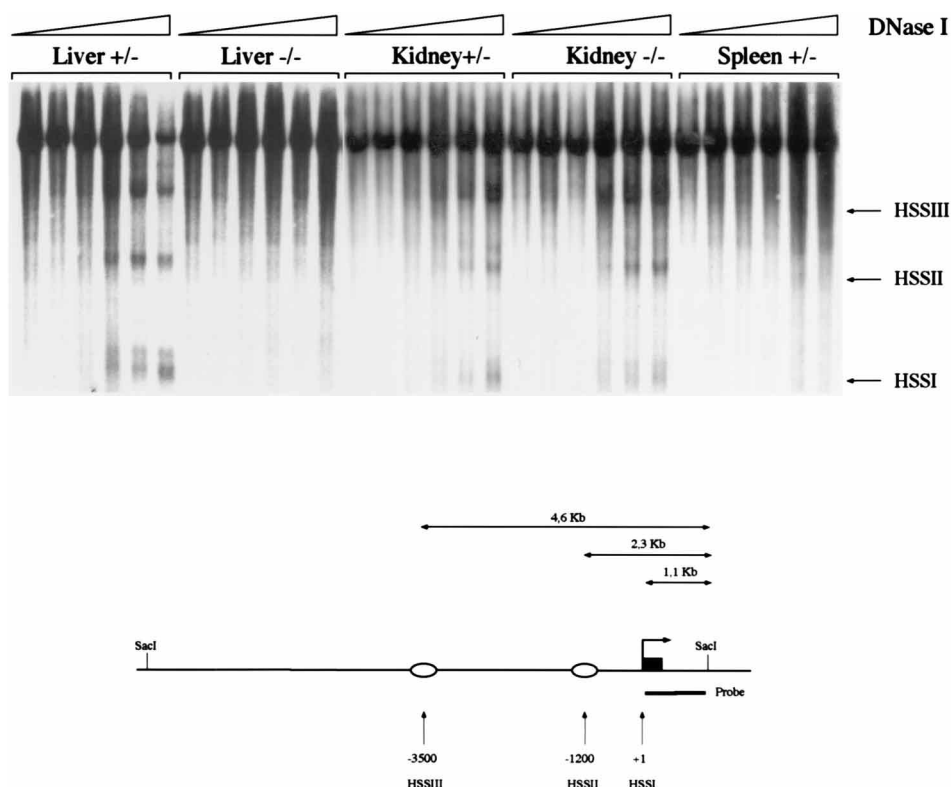 DNase I
Liver +/- Liver -/- Kidney+/- Kidney -/- Spleen +/-
HSSIII
HSSII
HSSI
4,6 Kb
2,3 Kb
1,1 Kb
SacI SacI
Probe
-3500 -1200 +1
HSSIII HSSII HSSI